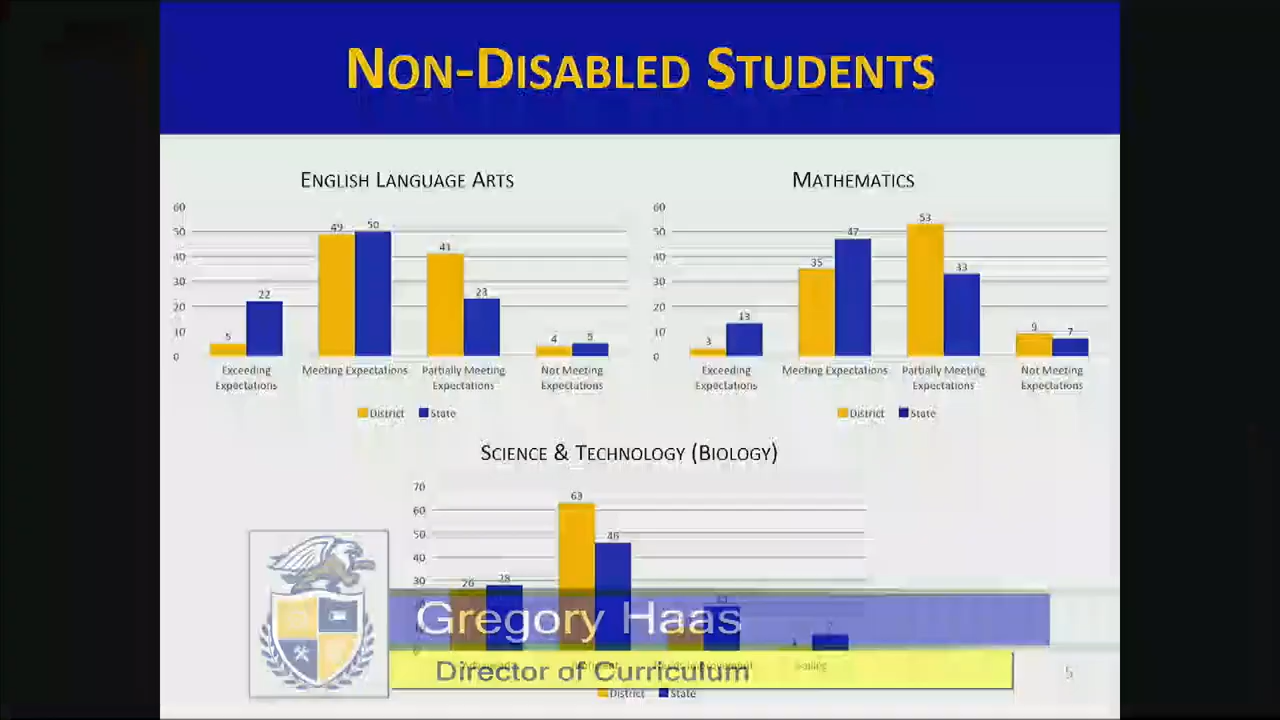 NON-DISABLED STUDENTS
ENGLISH LANGUAGE ARTS
60
50
40
30
20
10
0
5
22
49
50
41
23
4
5
Exceeding Expectations
Meeting Expectations
Partially Meeting Expectations
Not Meeting Expectations
District State
MATHEMATICS
60
50
40
30
20
10
0
3
13
35
47
53
33
9
7
Exceeding Expectations
Meeting Expectations
Partially Meeting Expectations
Not Meeting Expectations
District State
SCIENCE & TECHNOLOGY (BIOLOGY)
70
60
50
40
30
26
28
63
46
Gregory Haas
Director of Curriculum
District State
5